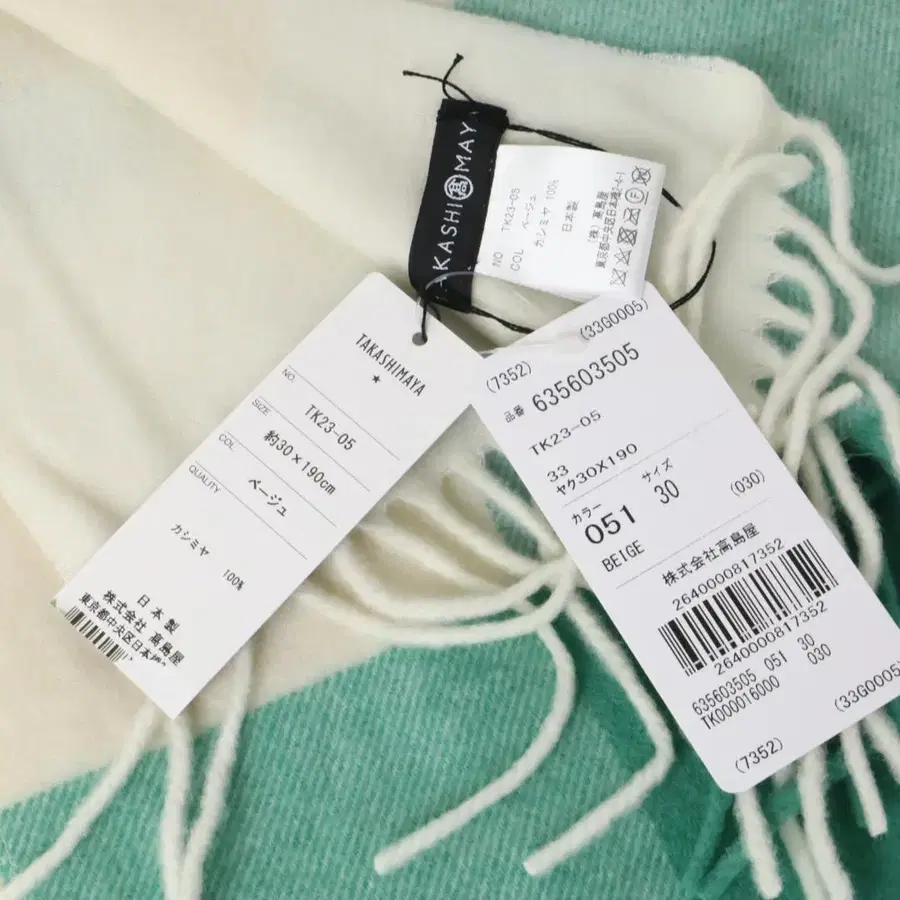 TAKASHIMAYA
NO TK23-05
COL ベージュ
カシミヤ 100%
日本製
(株) 高島屋
東京都中央区日本橋2-4-1
TAKASHIMAYA
NO. TK23-05
SIZE 約30×190cm
COL ベージュ
QUALITY
カシミヤ 100%
日本製
株式会社 高島屋
東京都中央区日本橋
(7352) (33G0005)
品番 635603505
TK23-05
33
ヤク30X190
カラー サイズ
051 30 (030)
BEIGE
株式会社高島屋
2640000817352
2640000817352
635603505 051 30
TK000016000 030
(7352) (33G0005)